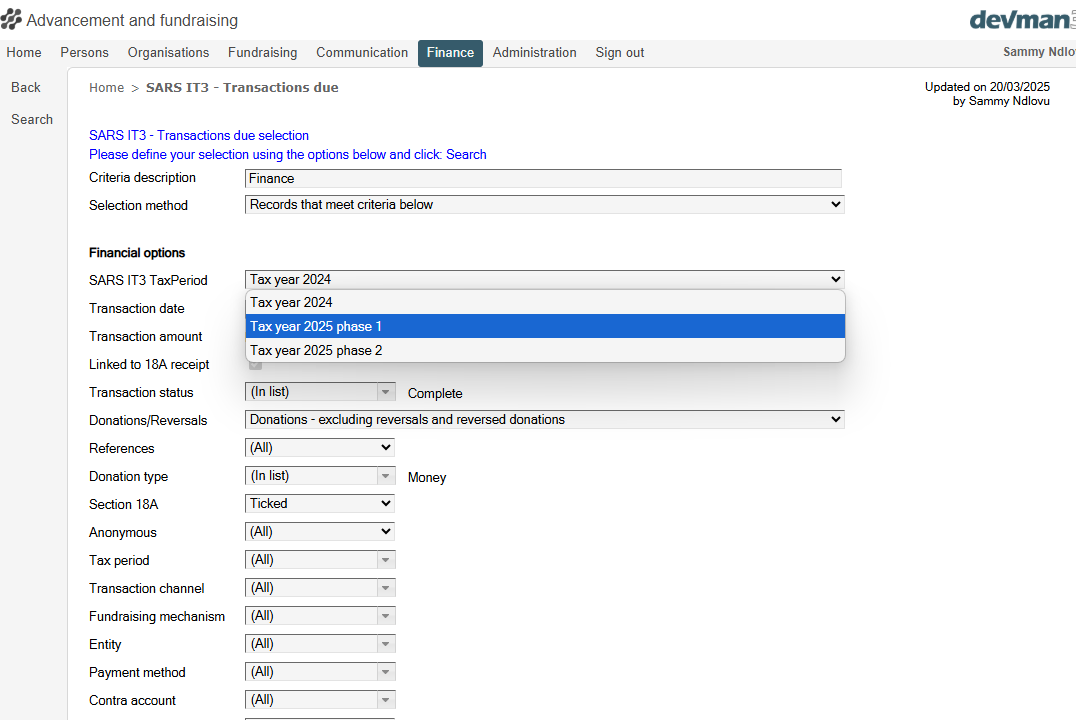 Advancement and fundraising
devman
Home Persons Organisations Fundraising Communication Finance Administration Sign out
Sammy Ndlo
Back
Search
Home > SARS IT3 - Transactions due
Updated on 20/03/2025
by Sammy Ndlovu
SARS IT3 - Transactions due selection
Please define your selection using the options below and click: Search
Criteria description Finance
Selection method Records that meet criteria below
Financial options
SARS IT3 TaxPeriod Tax year 2024
Tax year 2024
Transaction date
Tax year 2025 phase 1
Transaction amount
Tax year 2025 phase 2
Linked to 18A receipt
Transaction status (In list) Complete
Donations/Reversals Donations - excluding reversals and reversed donations
References (All)
Donation type (In list) Money
Section 18A Ticked
Anonymous (All)
Tax period (All)
Transaction channel (All)
Fundraising mechanism (All)
Entity (All)
Payment method (All)
Contra account (All)